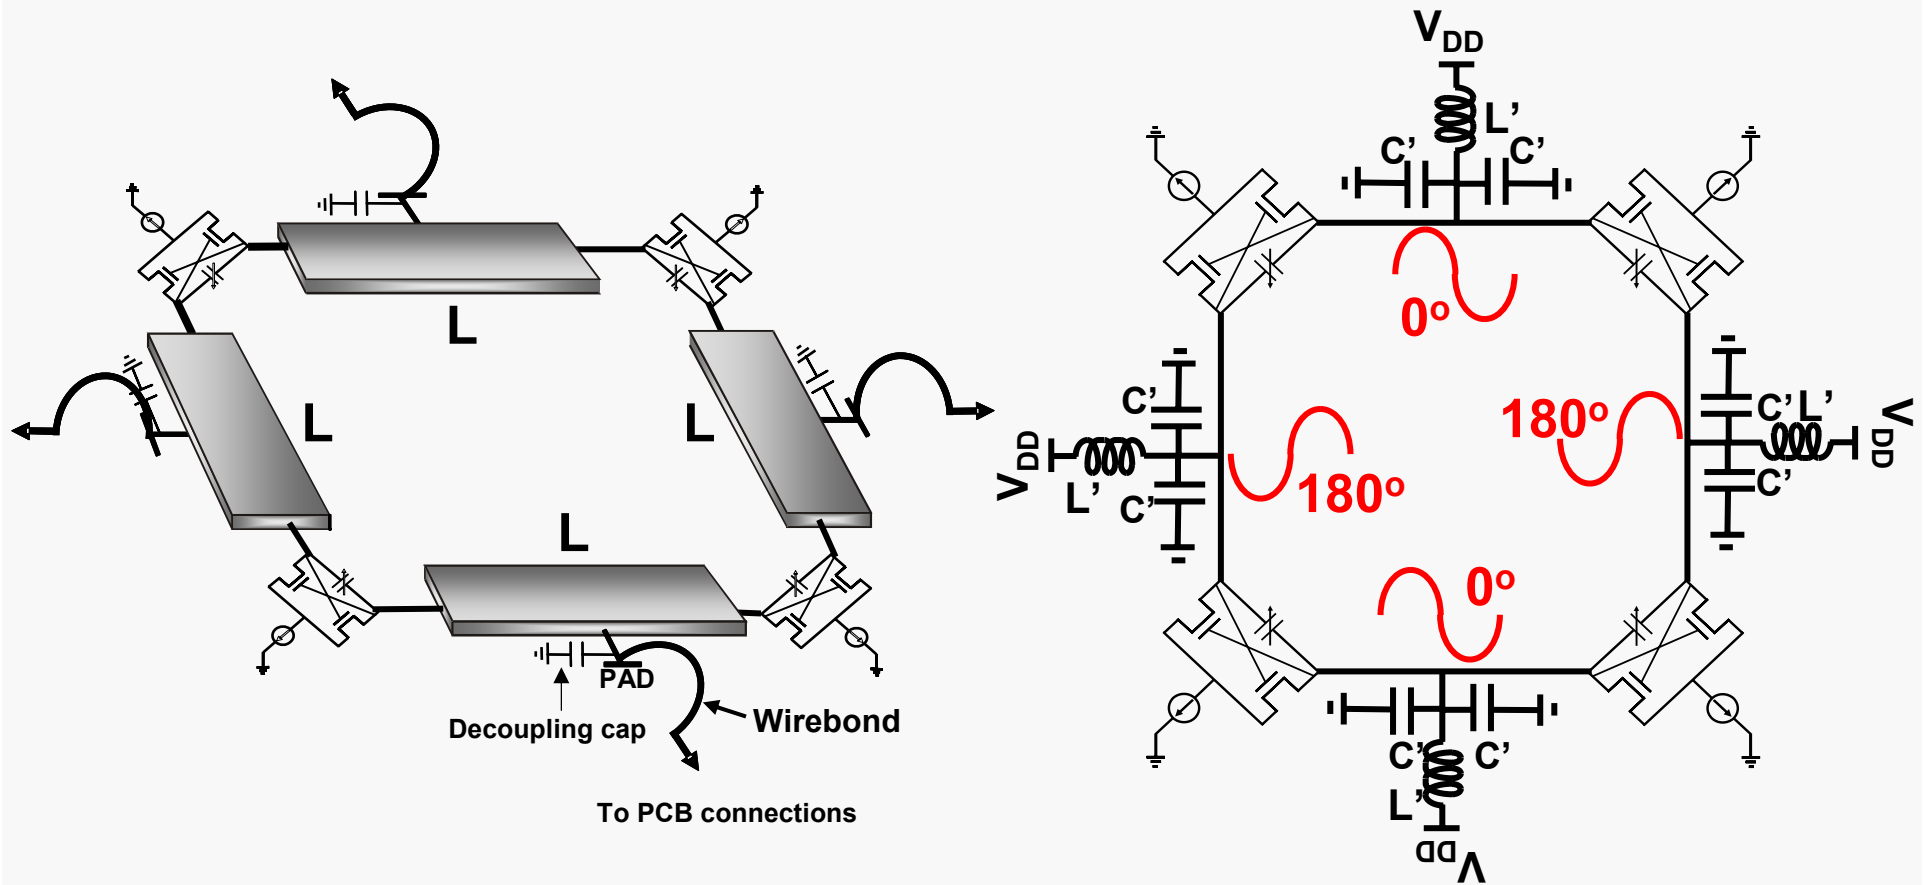 L
L
L
L
PAD
Decoupling cap
Wirebond
To PCB connections
VDD
L’
C’
C’
0o
C’
VDD
L’
C’
180o
180o
C’
L’
VDD
C’
0o
C’
C’
L’
VDD